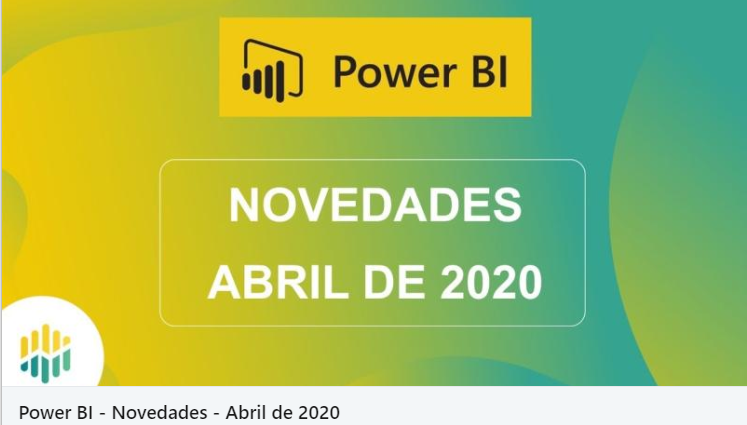 Power BI
NOVEDADES
ABRIL DE 2020
Power BI - Novedades - Abril de 2020